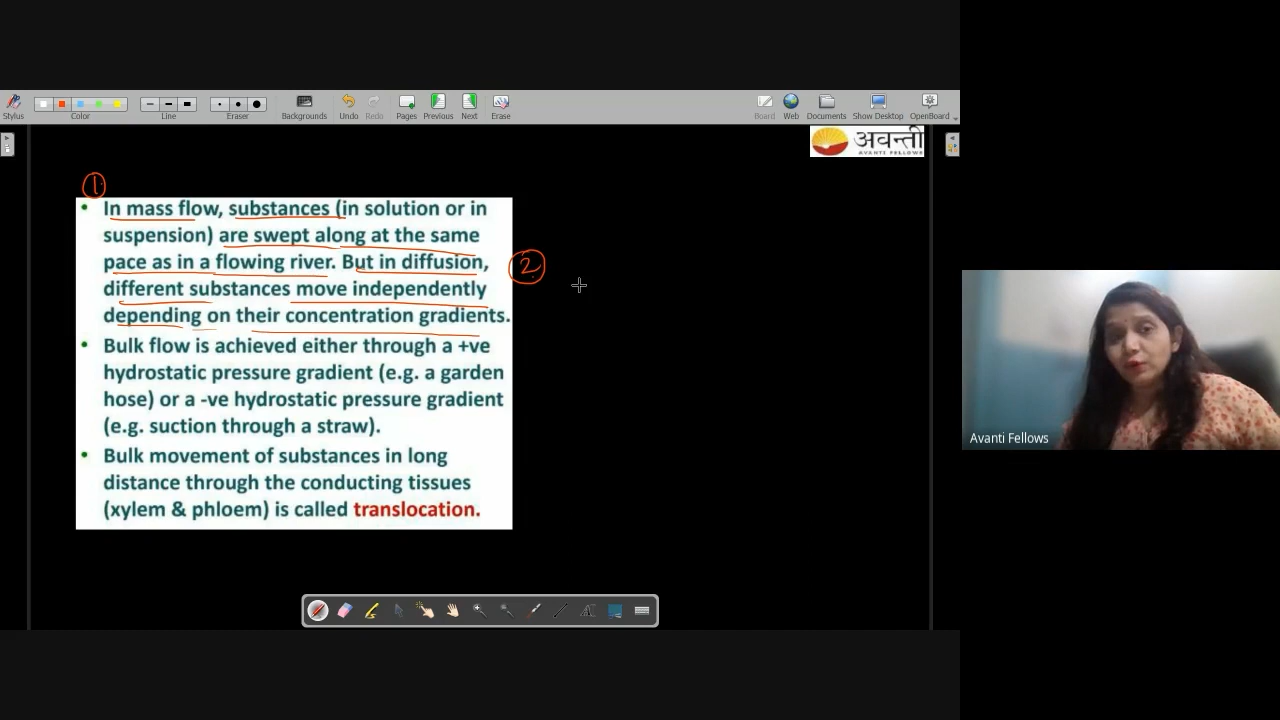 Stylus
Color
Line
Eraser
Backgrounds
Undo
Redo
Pages
Previous
Next
Erase
Board
Web
Documents
Show Desktop
OpenBoard
अवन्ती
AVANTI FELLOWS
①
• In mass flow, substances (in solution or in
suspension) are swept along at the same
pace as in a flowing river. But in diffusion,
②
different substances move independently
depending on their concentration gradients.
• Bulk flow is achieved either through a +ve
hydrostatic pressure gradient (e.g. a garden
hose) or a -ve hydrostatic pressure gradient
(e.g. suction through a straw).
• Bulk movement of substances in long
distance through the conducting tissues
(xylem & phloem) is called translocation.
Avanti Fellows